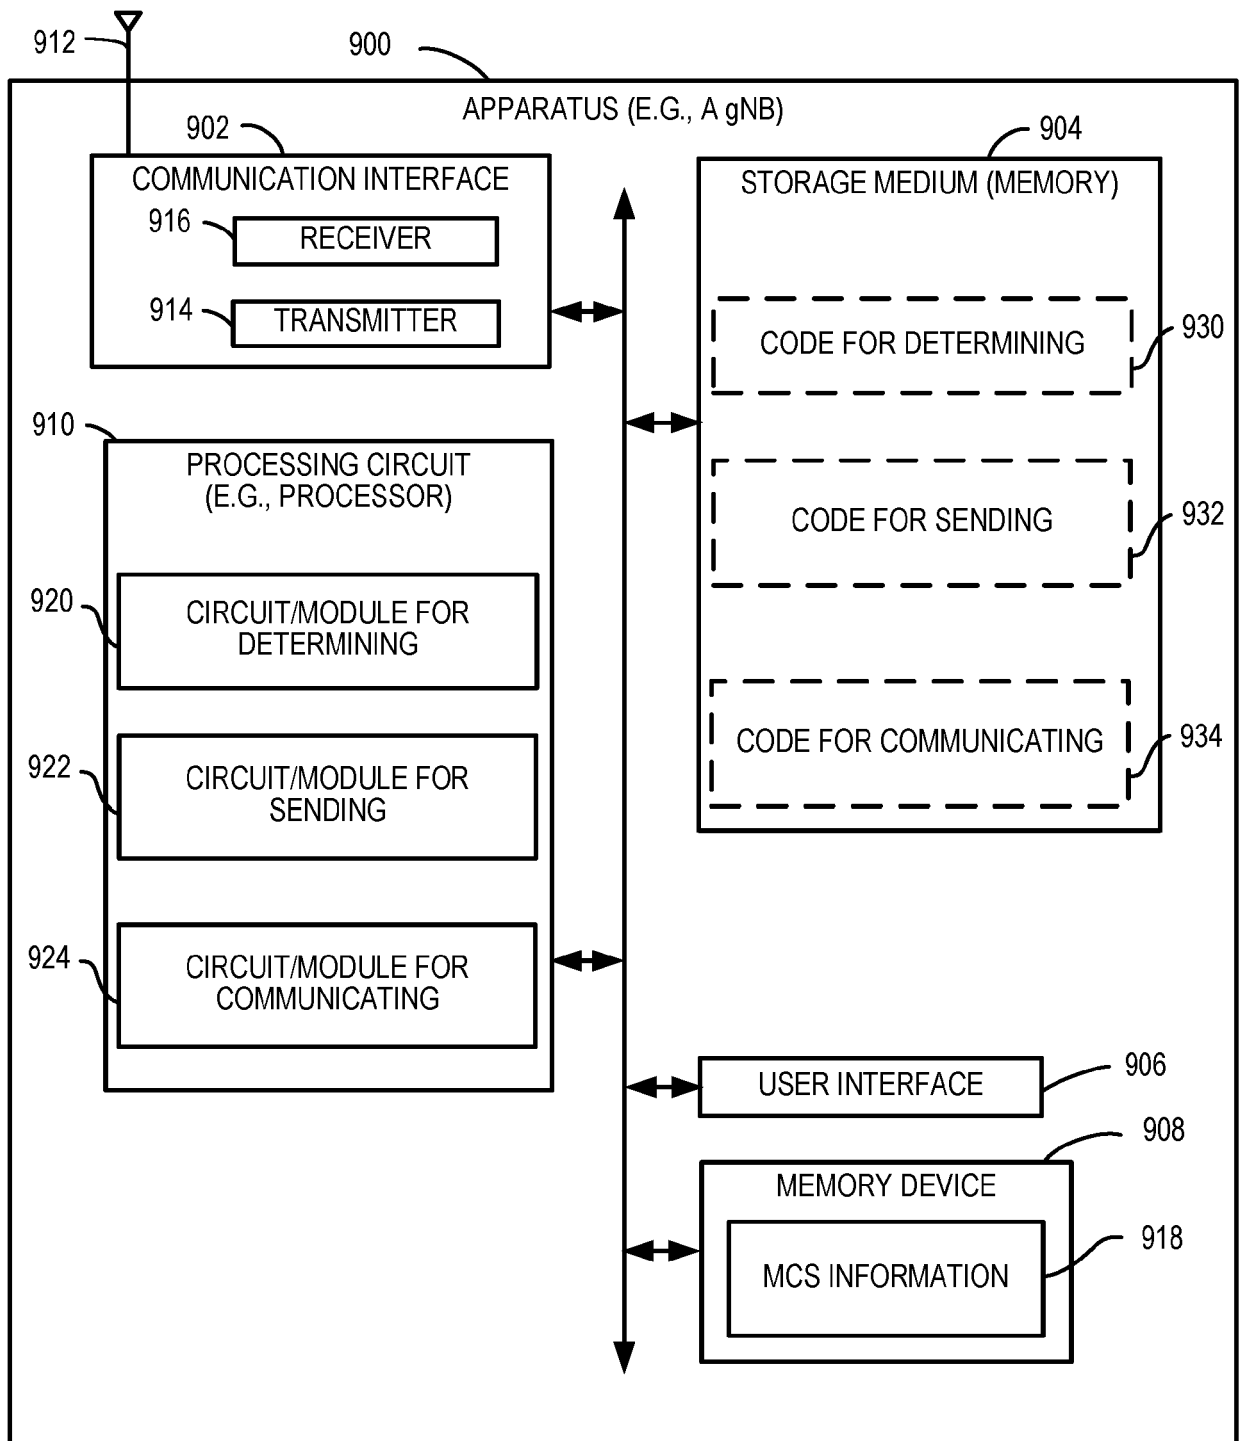 912
900
APPARATUS (E.G., A gNB)
902
COMMUNICATION INTERFACE
916
RECEIVER
914
TRANSMITTER
904
STORAGE MEDIUM (MEMORY)
CODE FOR DETERMINING
930
CODE FOR SENDING
932
CODE FOR COMMUNICATING
934
910
PROCESSING CIRCUIT
(E.G., PROCESSOR)
920
CIRCUIT/MODULE FOR
DETERMINING
922
CIRCUIT/MODULE FOR
SENDING
924
CIRCUIT/MODULE FOR
COMMUNICATING
USER INTERFACE
906
908
MEMORY DEVICE
MCS INFORMATION
918